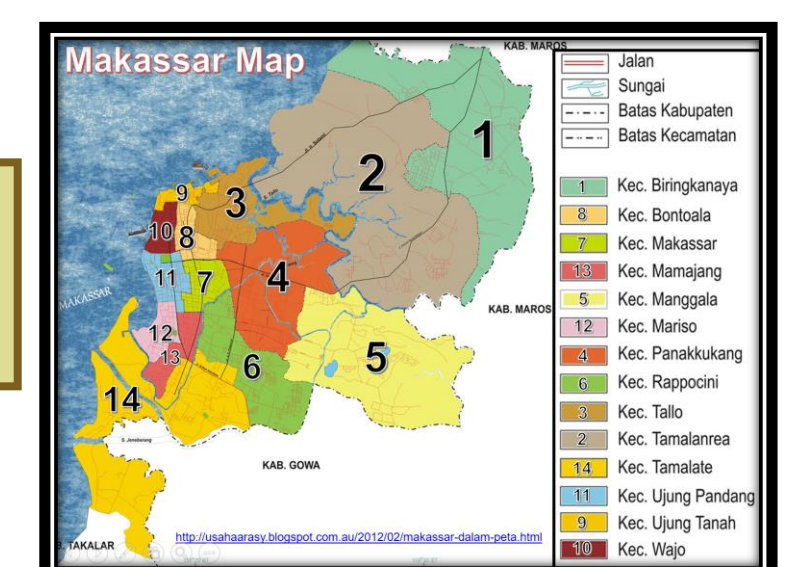 Makassar Map
KAB. MAROS
1
2
3
4
5
6
7
8
9
10
11
12
13
14
MAKASSAR
KAB. MAROS
S. Jeneberang
KAB. GOWA
TAKALAR
http://usahaarasy.blogspot.com.au/2012/02/makassar-dalam-peta.html
Jalan
Sungai
Batas Kabupaten
Batas Kecamatan
1 Kec. Biringkanaya
8 Kec. Bontoala
7 Kec. Makassar
13 Kec. Mamajang
5 Kec. Manggala
12 Kec. Mariso
4 Kec. Panakkukang
6 Kec. Rappocini
3 Kec. Tallo
2 Kec. Tamalanrea
14 Kec. Tamalate
11 Kec. Ujung Pandang
9 Kec. Ujung Tanah
10 Kec. Wajo